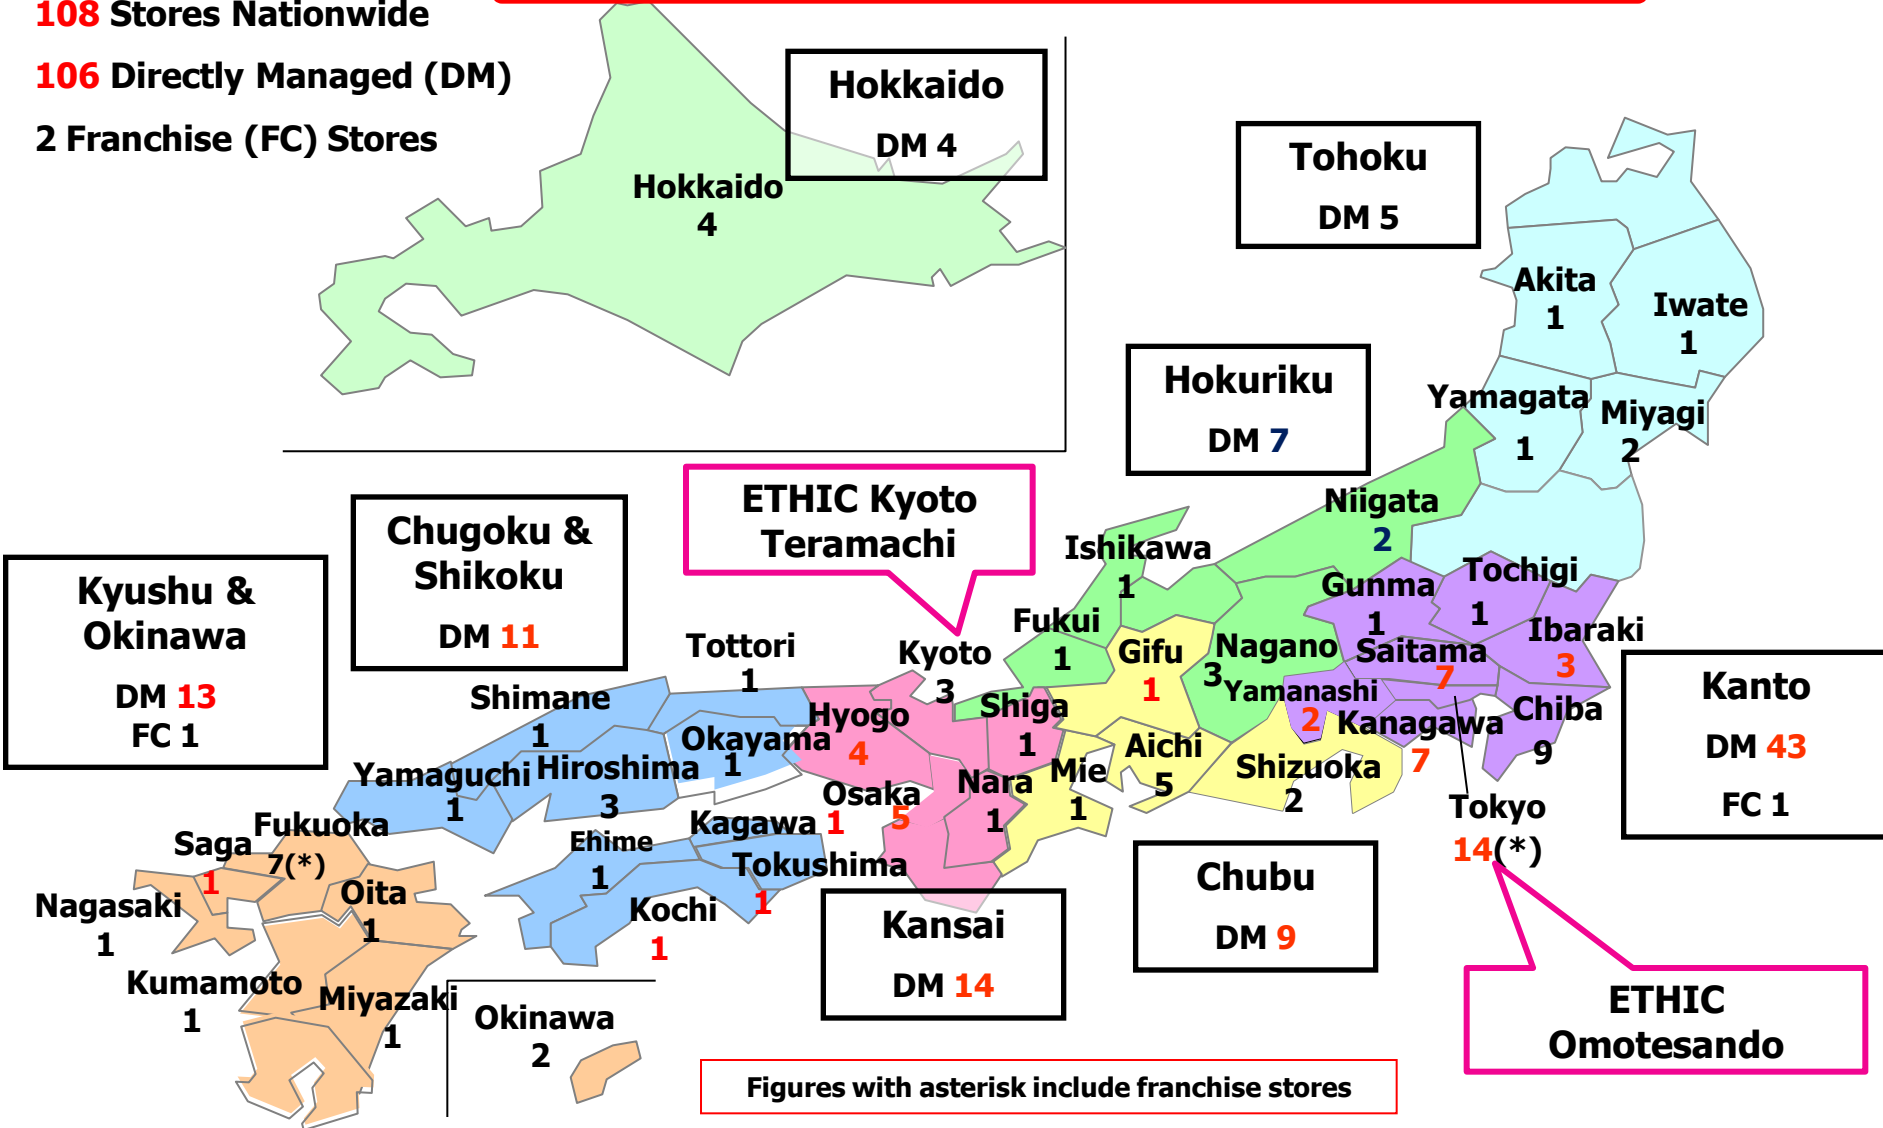 108 Stores Nationwide
106 Directly Managed (DM)
2 Franchise (FC) Stores
Hokkaido
DM 4
Hokkaido
4
Tohoku
DM 5
Akita
1
Iwate
1
Yamagata
1
Miyagi
2
Hokuriku
DM 7
Niigata
2
Ishikawa
1
Fukui
1
Nagano
3
ETHIC Kyoto
Teramachi
Chugoku &
Shikoku
DM 11
Kyushu &
Okinawa
DM 13
FC 1
Gunma
1
Tochigi
1
Ibaraki
3
Saitama
7
Yamanashi
2
Kanagawa
7
Chiba
9
Tokyo
14(*)
Kanto
DM 43
FC 1
Gifu
1
Aichi
5
Shizuoka
2
Mie
1
Chubu
DM 9
Kyoto
3
Shiga
1
Hyogo
4
Osaka
5
Nara
1
Kansai
DM 14
Tottori
1
Shimane
1
Okayama
1
Hiroshima
3
Yamaguchi
1
Kagawa 1
Ehime
1
Tokushima
1
Kochi
1
Fukuoka
7(*)
Saga
1
Nagasaki
1
Oita
1
Kumamoto
1
Miyazaki
1
Okinawa
2
ETHIC
Omotesando
Figures with asterisk include franchise stores